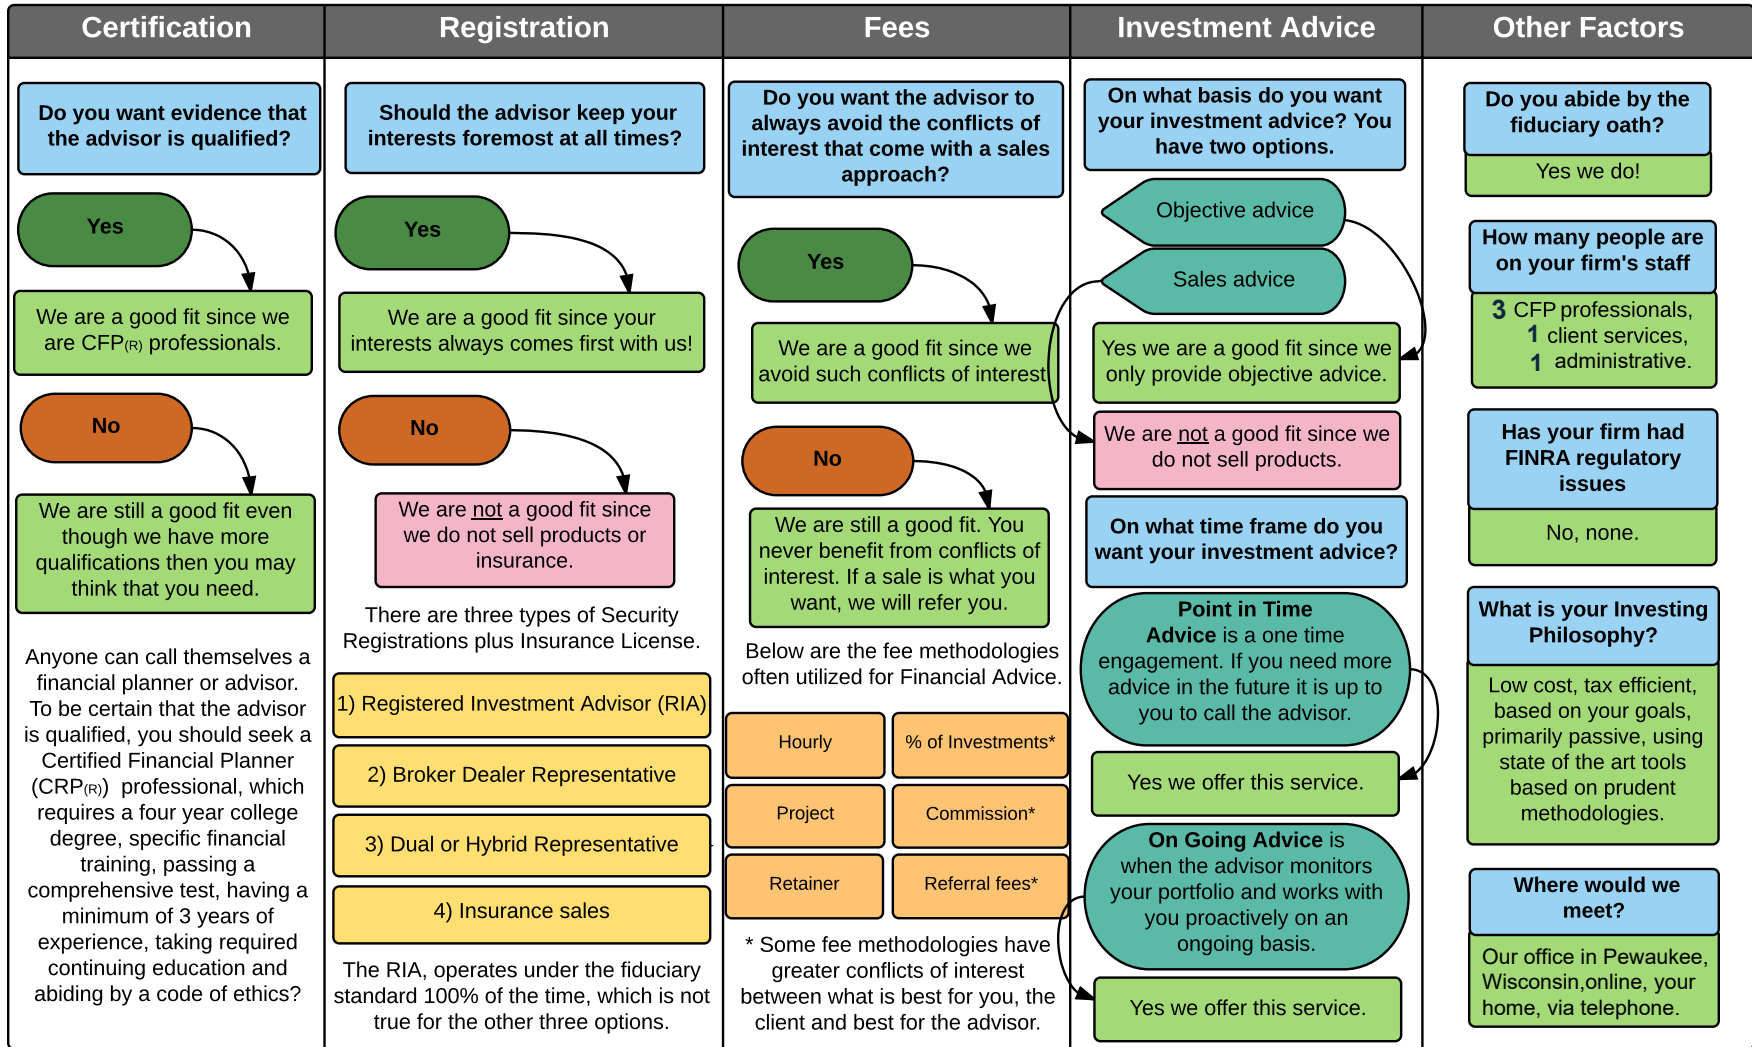 Certification
Do you want evidence that
the advisor is qualified?
Yes
We are a good fit since we
are CFP(R) professionals.
No
We are still a good fit even
though we have more
qualifications then you may
think that you need.
Anyone can call themselves a
financial planner or advisor.
To be certain that the advisor
is qualified, you should seek a
Certified Financial Planner
(CRP(R)) professional, which
requires a four year college
degree, specific financial
training, passing a
comprehensive test, having a
minimum of 3 years of
experience, taking required
continuing education and
abiding by a code of ethics?
Registration
Should the advisor keep your
interests foremost at all times?
Yes
We are a good fit since your
interests always comes first with us!
No
We are not a good fit since
we do not sell products or
insurance.
There are three types of Security
Registrations plus Insurance License.
1) Registered Investment Advisor (RIA)
2) Broker Dealer Representative
3) Dual or Hybrid Representative
4) Insurance sales
The RIA, operates under the fiduciary
standard 100% of the time, which is not
true for the other three options.
Fees
Do you want the advisor to
always avoid the conflicts of
interest that come with a sales
approach?
Yes
We are a good fit since we
avoid such conflicts of interest
No
We are still a good fit. You
never benefit from conflicts of
interest. If a sale is what you
want, we will refer you.
Below are the fee methodologies
often utilized for Financial Advice.
Hourly
% of Investments*
Project
Commission*
Retainer
Referral fees*
* Some fee methodologies have
greater conflicts of interest
between what is best for you, the
client and best for the advisor.
Investment Advice
On what basis do you want
your investment advice? You
have two options.
Objective advice
Sales advice
Yes we are a good fit since we
only provide objective advice.
We are not a good fit since we
do not sell products.
On what time frame do you
want your investment advice?
Point in Time
Advice is a one time
engagement. If you need more
advice in the future it is up to
you to call the advisor.
Yes we offer this service.
On Going Advice is
when the advisor monitors
your portfolio and works with
you proactively on an
ongoing basis.
Yes we offer this service.
Other Factors
Do you abide by the
fiduciary oath?
Yes we do!
How many people are
on your firm's staff
3 CFP professionals,
1 client services,
1 administrative.
Has your firm had
FINRA regulatory
issues
No, none.
What is your Investing
Philosophy?
Low cost, tax efficient,
based on your goals,
primarily passive, using
state of the art tools
based on prudent
methodologies.
Where would we
meet?
Our office in Pewaukee,
Wisconsin,online, your
home, via telephone.